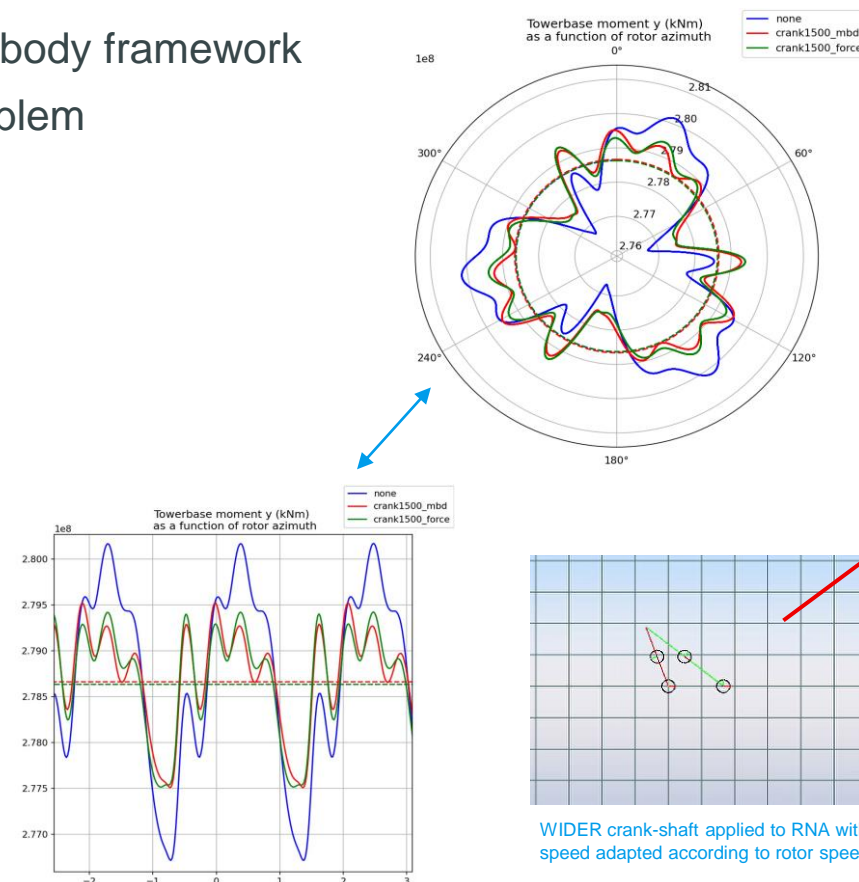 body framework
blem
Towerbase moment y (kNm)
as a function of rotor azimuth
none
crank1500_mbd
crank1500_force
1e8
0°
2.81
2.80
2.79
2.78
2.77
2.76
300°
60°
240°
120°
180°
none
crank1500_mbd
crank1500_force
Towerbase moment y (kNm)
as a function of rotor azimuth
1e8
2.800
2.795
2.790
2.785
2.780
2.775
2.770
−2 −1 0 1 2 3
WIDER crank-shaft applied to RNA wit
speed adapted according to rotor spee